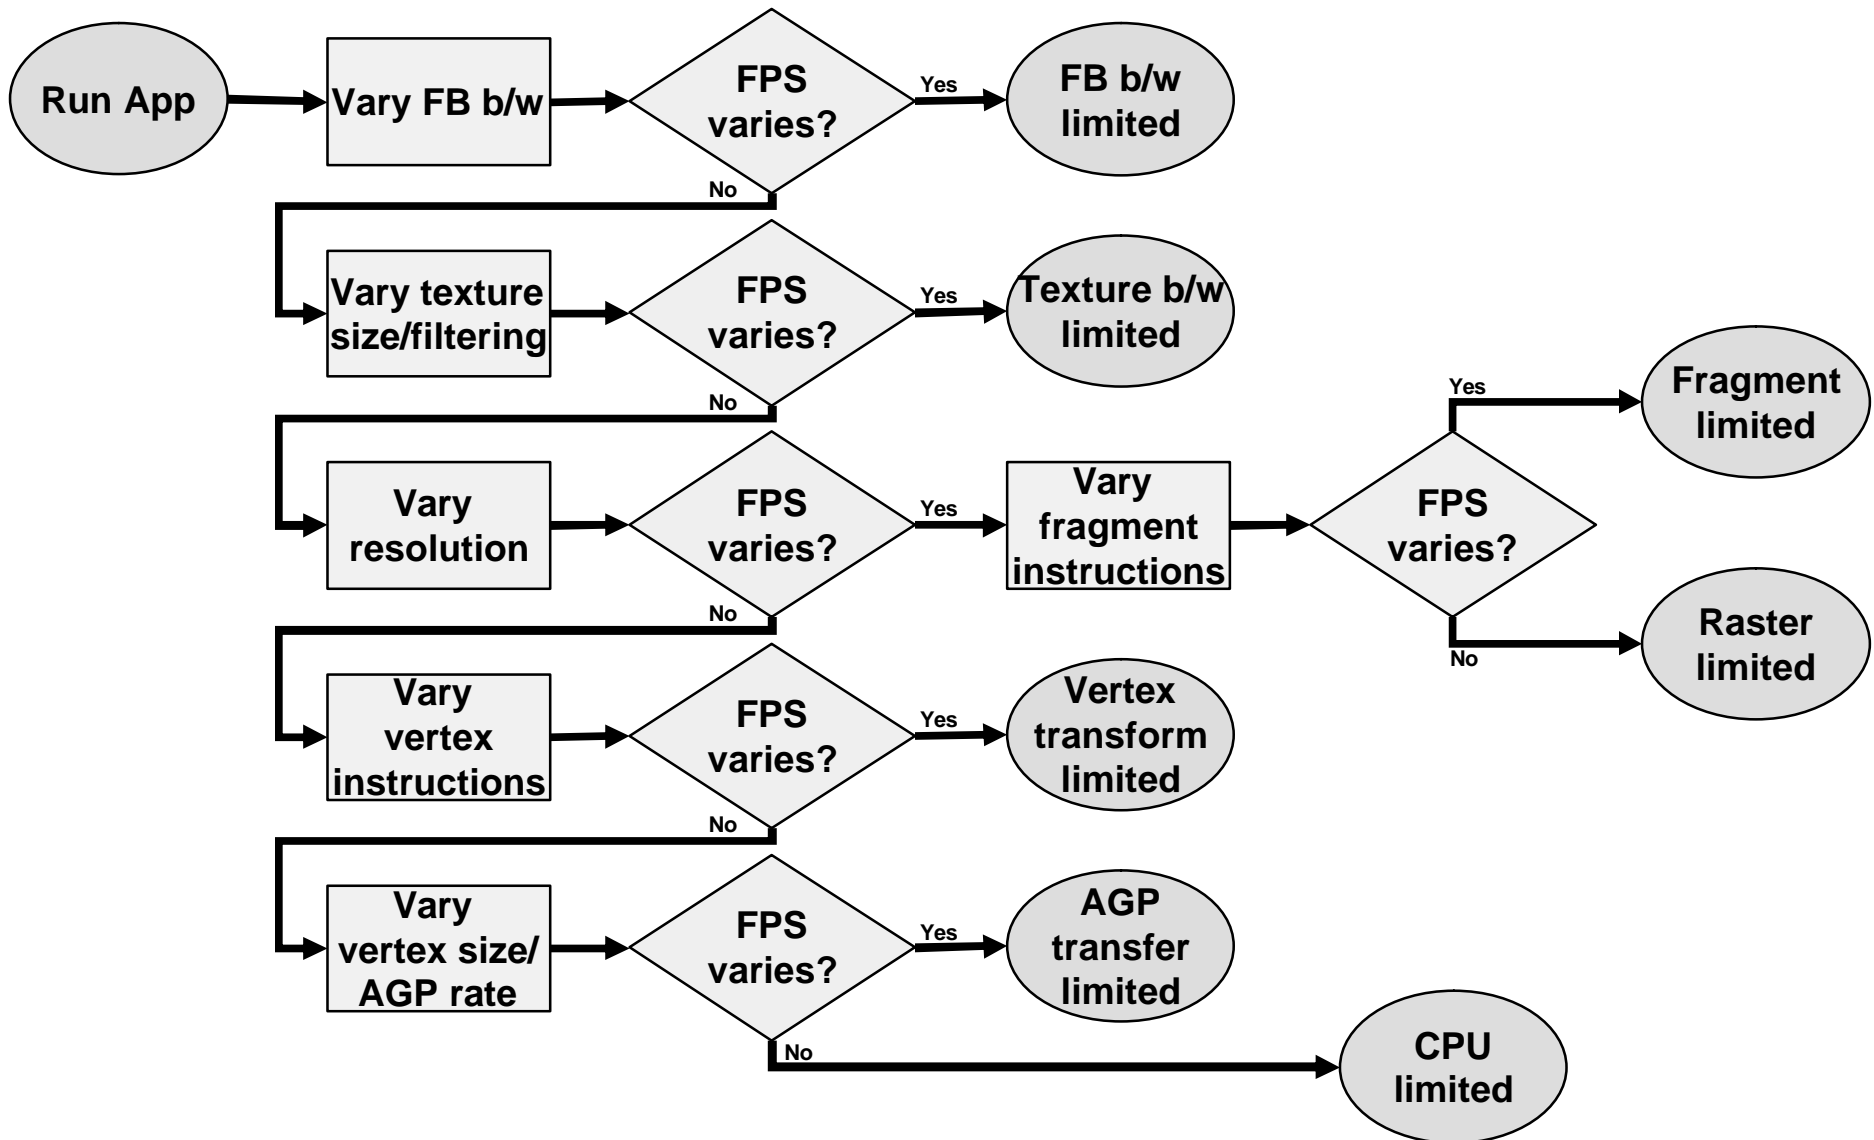 Run App
Vary FB b/w
FPS
varies?
Yes
FB b/w
limited
No
Vary texture
size/filtering
FPS
varies?
Yes
Texture b/w
limited
No
Vary
resolution
FPS
varies?
Yes
Vary
fragment
instructions
FPS
varies?
Yes
Fragment
limited
No
Raster
limited
No
Vary
vertex
instructions
FPS
varies?
Yes
Vertex
transform
limited
No
Vary
vertex size/
AGP rate
FPS
varies?
Yes
AGP
transfer
limited
No
CPU
limited